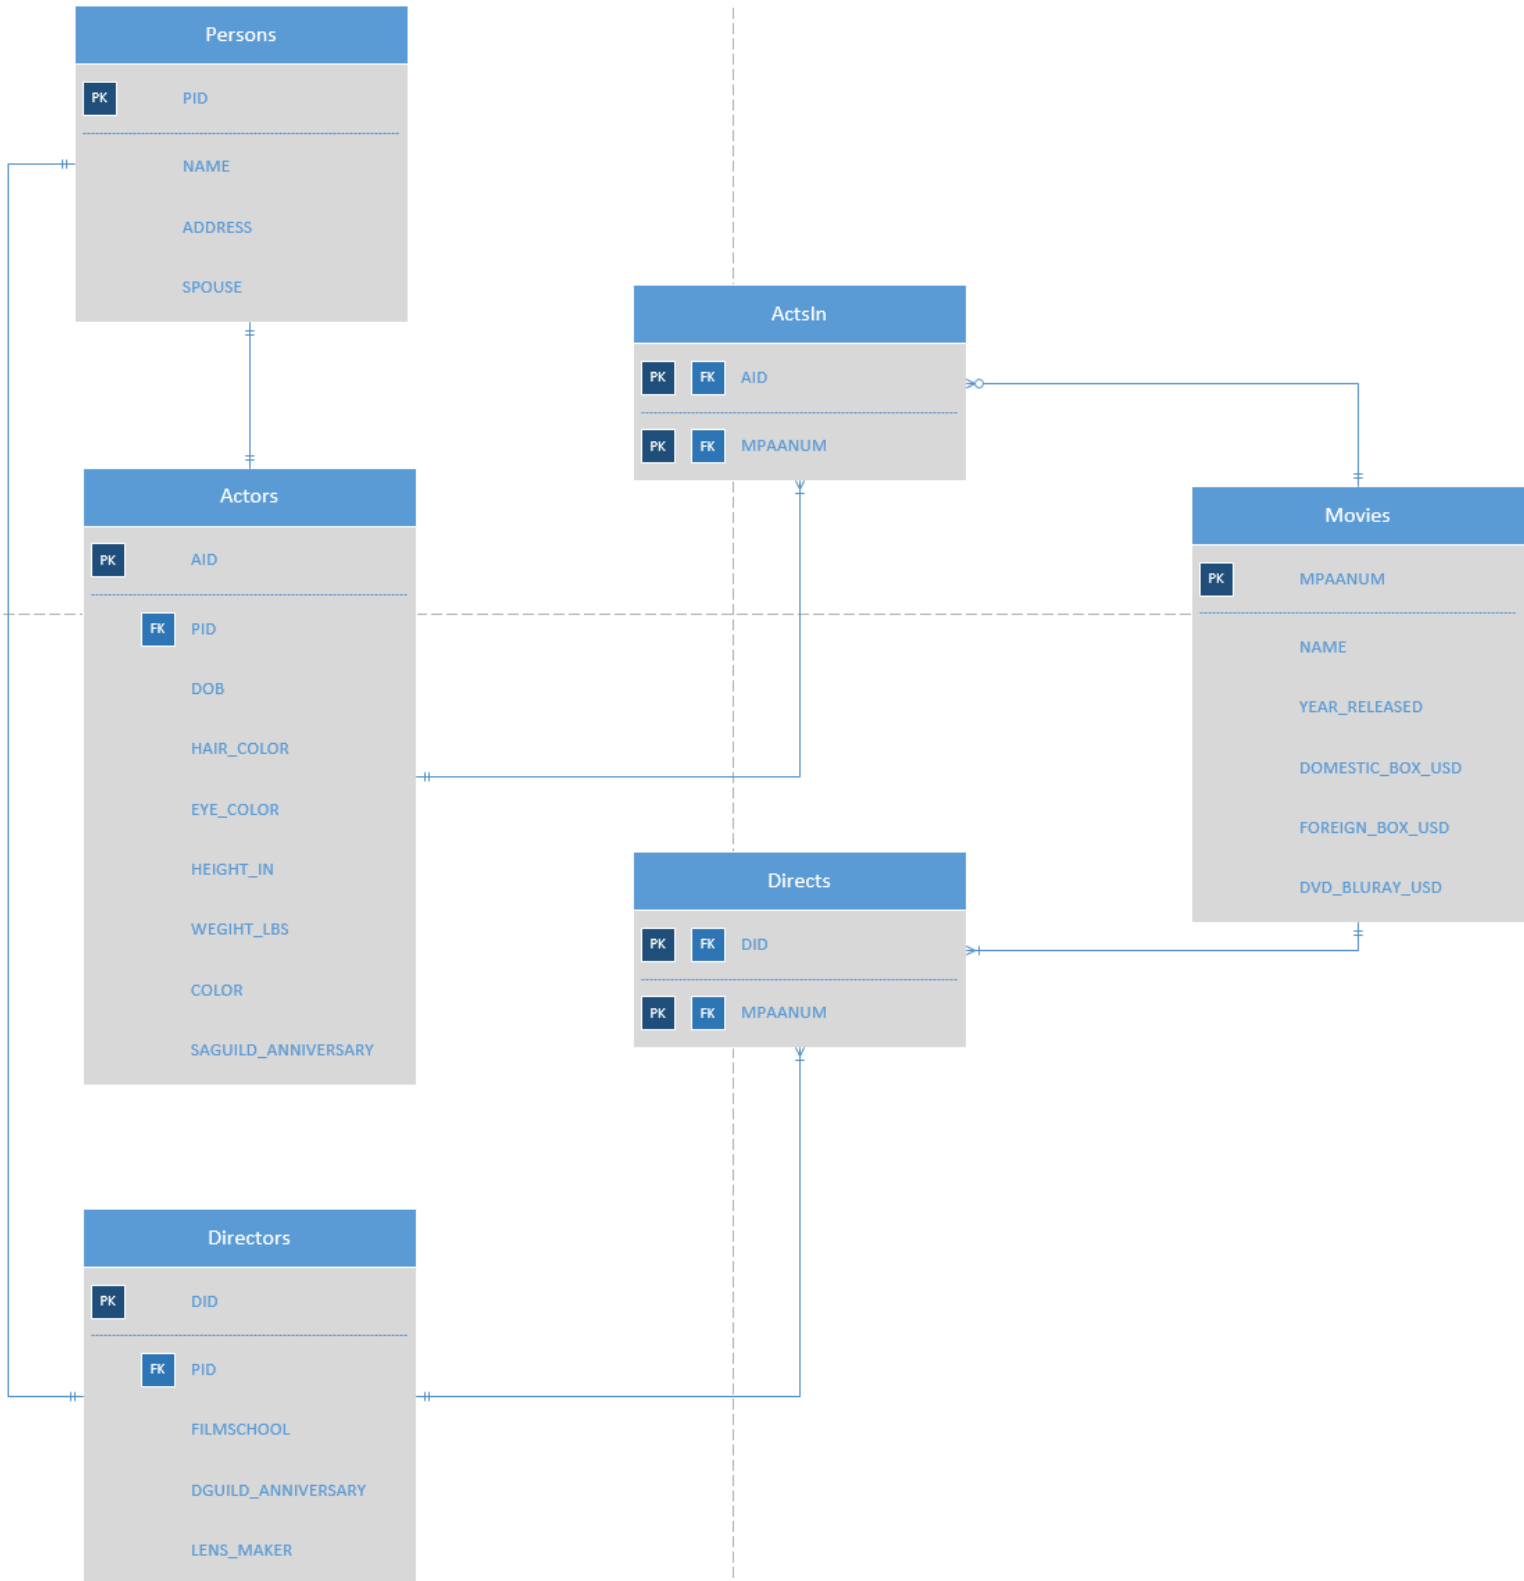 Persons
PK PID
NAME
ADDRESS
SPOUSE
ActsIn
PK FK AID
PK FK MPAANUM
Actors
PK AID
FK PID
DOB
HAIR_COLOR
EYE_COLOR
HEIGHT_IN
WEGIHT_LBS
COLOR
SAGUILD_ANNIVERSARY
Movies
PK MPAANUM
NAME
YEAR_RELEASED
DOMESTIC_BOX_USD
FOREIGN_BOX_USD
DVD_BLURAY_USD
Directs
PK FK DID
PK FK MPAANUM
Directors
PK DID
FK PID
FILMSCHOOL
DGUILD_ANNIVERSARY
LENS_MAKER